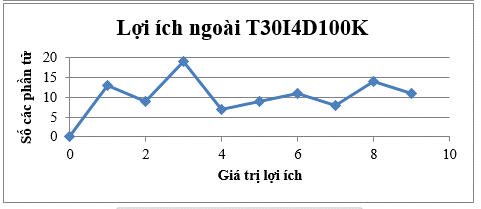 Lợi ích ngoài T30I4D100K
Số các phần tử
20
15
10
5
0
0 2 4 6 8 10
Giá trị lợi ích